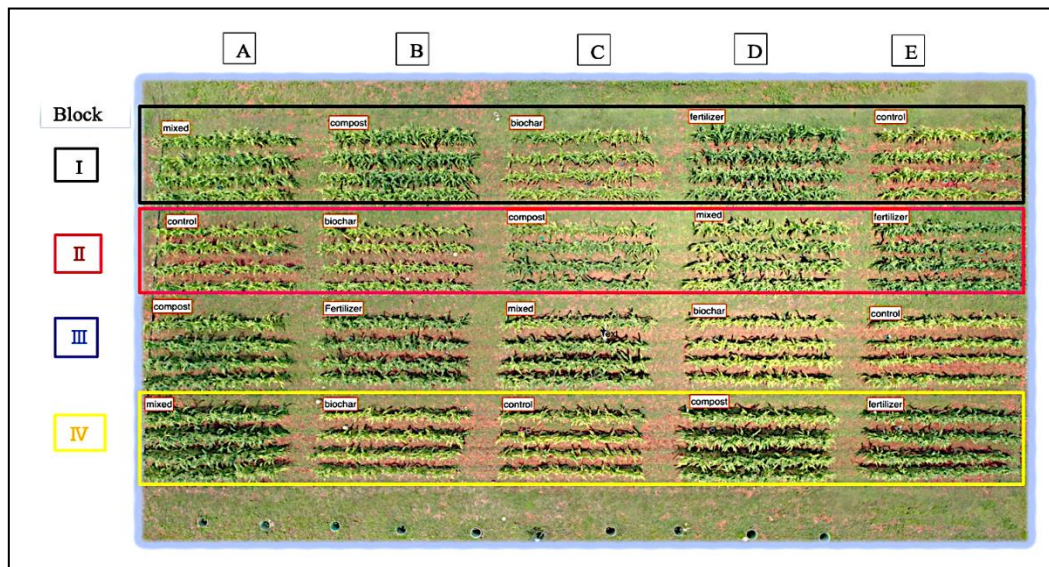 A B C D E
Block
I
mixed compost biochar fertilizer control
II
control biochar compost mixed fertilizer
III
compost Fertilizer mixed biochar control
Text
IV
mixed biochar control compost fertilizer